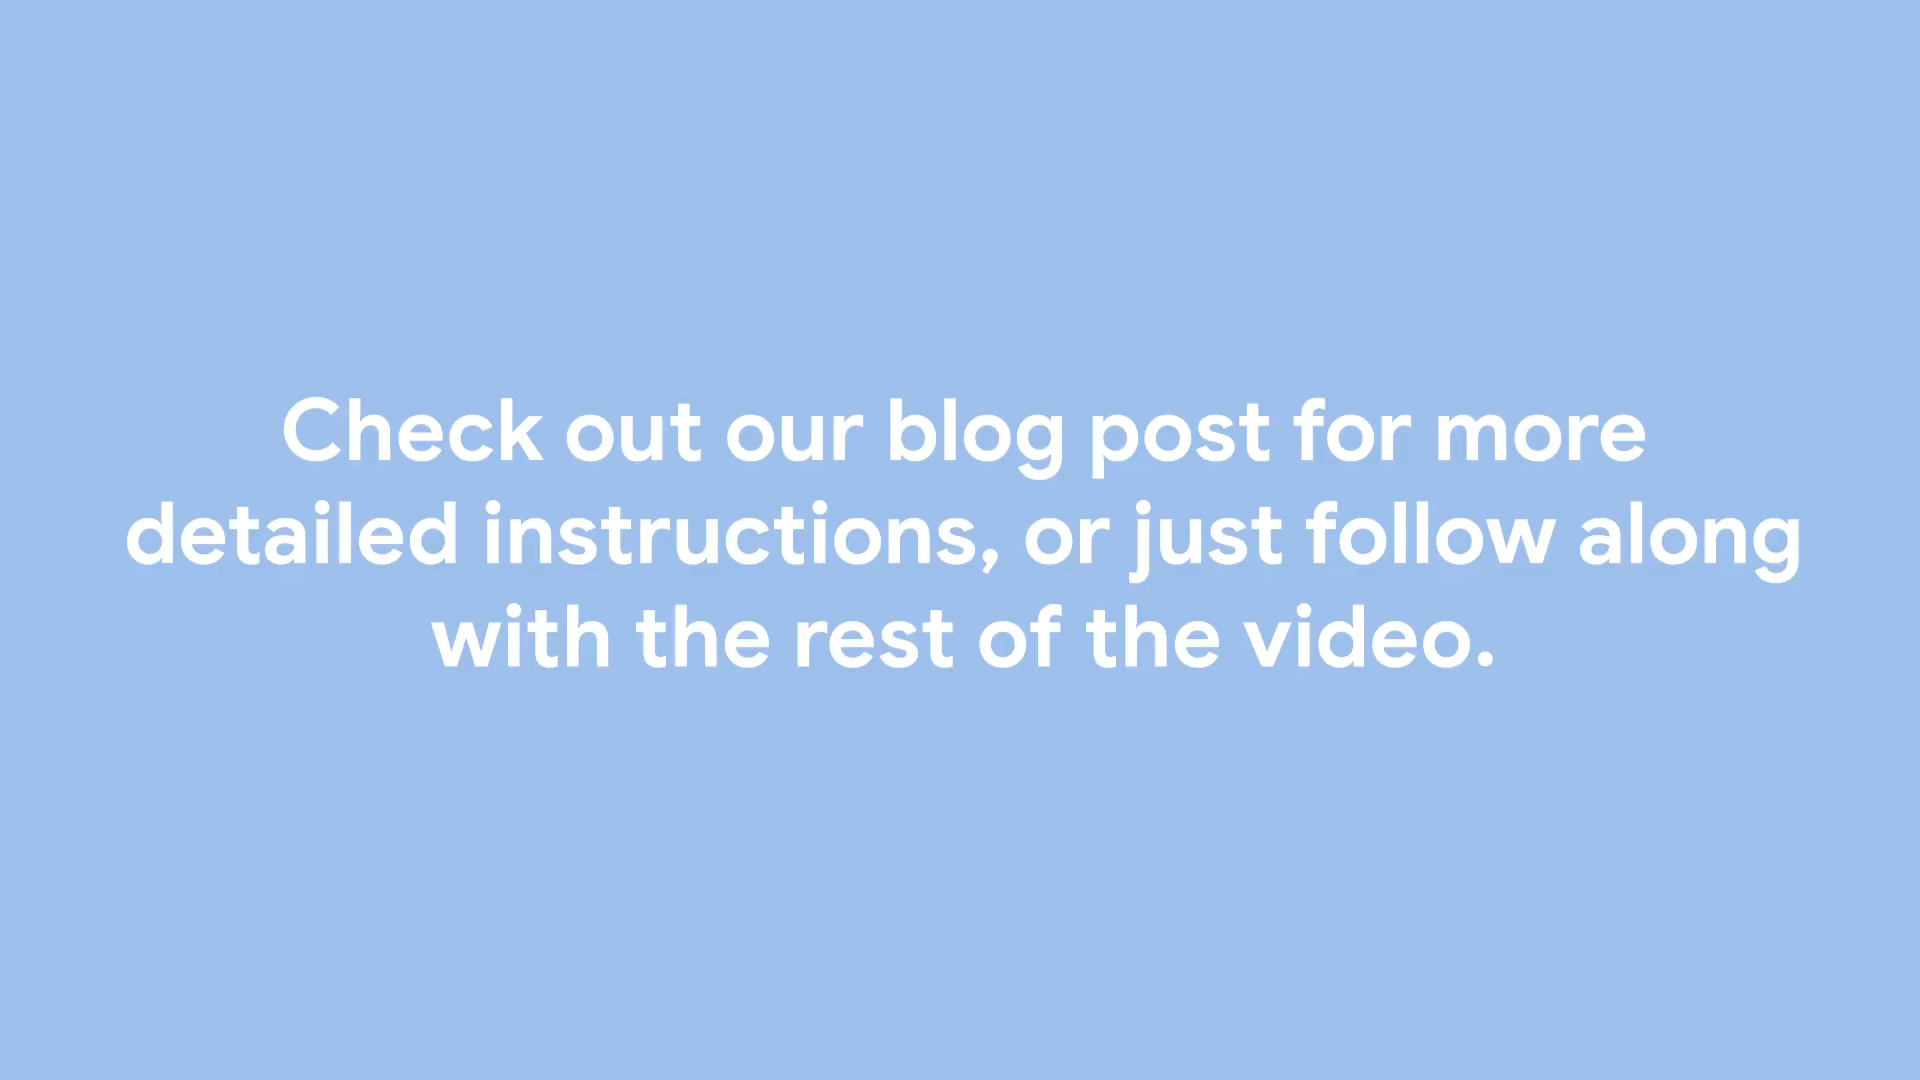 Check out our blog post for more
detailed instructions, or just follow along
with the rest of the video.